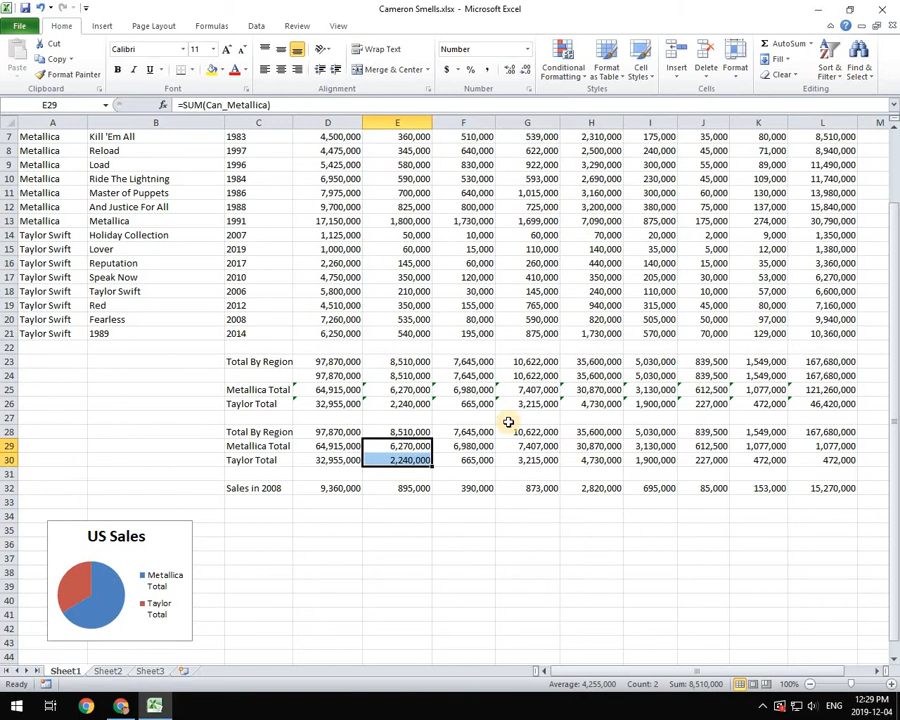 Cameron Smells.xlsx - Microsoft Excel
File Home Insert Page Layout Formulas Data Review View
Cut Calibri 11 A A Wrap Text Number AutoSum
Copy Fill
Paste Format Painter B I U A Merge & Center $ % , Conditional Formatting Format as Table Cell Styles Insert Delete Format Clear Sort & Filter Find & Select
Clipboard Font Alignment Number Styles Cells Editing
E29 fx =SUM(Can_Metallica)
A B C D E F G H I J K L M
7 Metallica Kill 'Em All 1983 4,500,000 360,000 510,000 539,000 2,310,000 175,000 35,000 80,000 8,510,000
8 Metallica Reload 1997 4,475,000 345,000 640,000 622,000 2,500,000 240,000 45,000 71,000 8,940,000
9 Metallica Load 1996 5,425,000 580,000 830,000 922,000 3,290,000 300,000 55,000 89,000 11,490,000
10 Metallica Ride The Lightning 1984 6,950,000 590,000 530,000 593,000 2,690,000 230,000 45,000 109,000 11,740,000
11 Metallica Master of Puppets 1986 7,975,000 700,000 640,000 1,015,000 3,160,000 300,000 60,000 130,000 13,980,000
12 Metallica And Justice For All 1988 9,700,000 825,000 800,000 725,000 3,200,000 380,000 75,000 137,000 15,840,000
13 Metallica Metallica 1991 17,150,000 1,800,000 1,730,000 1,699,000 7,090,000 875,000 172,000 274,000 30,790,000
14 Taylor Swift Holiday Collection 2007 1,125,000 50,000 10,000 60,000 70,000 20,000 2,000 9,000 1,350,000
15 Taylor Swift Lover 2019 1,000,000 60,000 15,000 110,000 140,000 35,000 5,000 12,000 1,380,000
16 Taylor Swift Reputation 2017 2,260,000 145,000 60,000 260,000 440,000 140,000 15,000 35,000 3,360,000
17 Taylor Swift Speak Now 2010 4,750,000 350,000 120,000 410,000 350,000 205,000 30,000 53,000 6,270,000
18 Taylor Swift Taylor Swift 2006 5,800,000 210,000 30,000 145,000 240,000 110,000 10,000 57,000 6,600,000
19 Taylor Swift Red 2012 4,510,000 350,000 155,000 765,000 940,000 315,000 45,000 80,000 7,160,000
20 Taylor Swift Fearless 2008 7,260,000 535,000 80,000 590,000 820,000 505,000 50,000 97,000 9,940,000
21 Taylor Swift 1989 2014 6,250,000 540,000 195,000 875,000 1,730,000 570,000 70,000 129,000 10,360,000
22
23 Total By Region 97,870,000 8,510,000 7,645,000 10,622,000 35,600,000 5,030,000 839,500 1,549,000 167,680,000
24 97,870,000 8,510,000 7,645,000 10,622,000 35,600,000 5,030,000 839,500 1,549,000 167,680,000
25 Metallica Total 64,915,000 6,270,000 6,980,000 7,407,000 30,870,000 3,130,000 612,500 1,077,000 121,260,000
26 Taylor Total 32,955,000 2,240,000 665,000 3,215,000 4,730,000 1,900,000 227,000 472,000 46,420,000
27
28 Total By Region 97,870,000 8,510,000 7,645,000 10,622,000 35,600,000 5,030,000 839,500 1,549,000 167,680,000
29 Metallica Total 64,915,000 6,270,000 6,980,000 7,407,000 30,870,000 3,130,000 612,500 1,077,000 1,077,000
30 Taylor Total 32,955,000 2,240,000 665,000 3,215,000 4,730,000 1,900,000 227,000 472,000 472,000
31
32 Sales in 2008 9,360,000 895,000 390,000 873,000 2,820,000 695,000 85,000 153,000 15,270,000
33
34
35
36
37
38
39
40
41
42
43
44
US Sales
Metallica
Total
Taylor
Total
Sheet1 Sheet2 Sheet3
Ready Average: 4,255,000 Count: 2 Sum: 8,510,000 100%
12:29 PM
ENG
2019-12-04